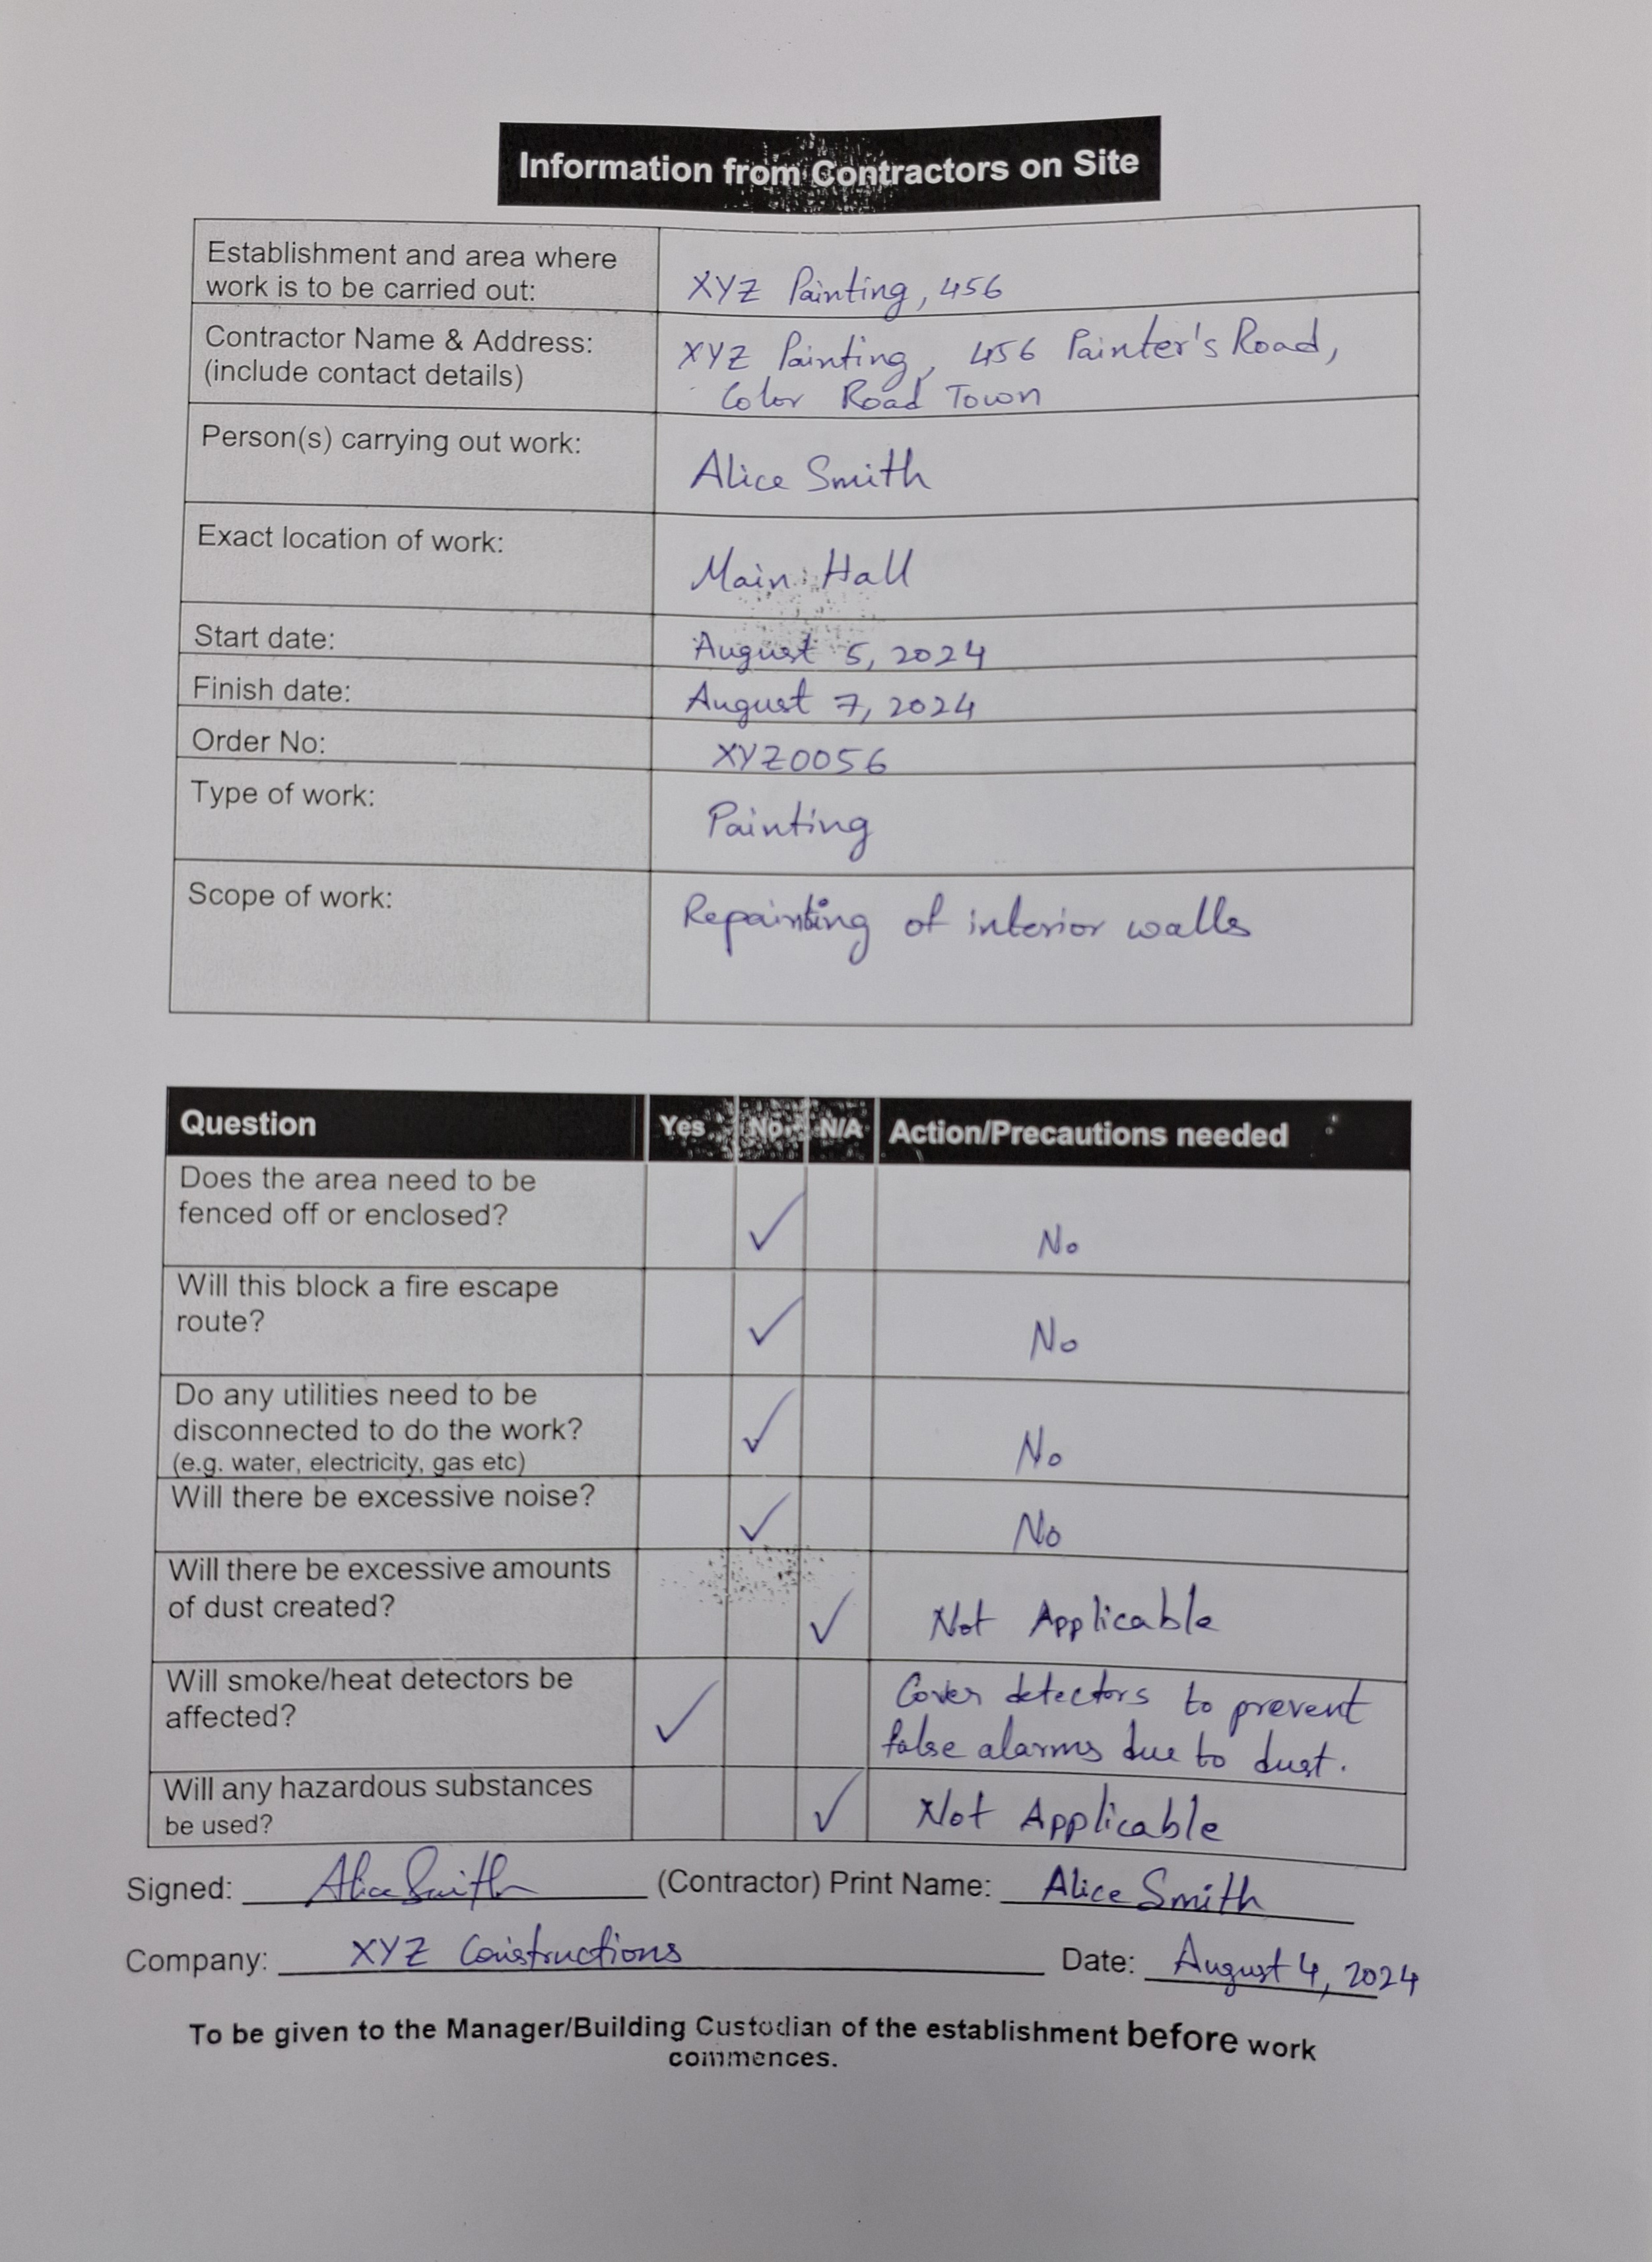 Information from Contractors on Site
Establishment and area where
work is to be carried out:
XYZ Painting, 456
Contractor Name & Address:
(include contact details)
XYZ Painting, 456 Painter's Road,
Color Road Town
Person(s) carrying out work:
Alice Smith
Exact location of work:
Main Hall
Start date:
August 5, 2024
Finish date:
August 7, 2024
Order No:
XYZ0056
Type of work:
Painting
Scope of work:
Repainting of interior walls
Question Yes No N/A Action/Precautions needed
Does the area need to be
fenced off or enclosed?
✓ No
Will this block a fire escape
route?
✓ No
Do any utilities need to be
disconnected to do the work?
(e.g. water, electricity, gas etc)
✓ No
Will there be excessive noise?
✓ No
Will there be excessive amounts
of dust created?
✓ Not Applicable
Will smoke/heat detectors be
affected?
✓ Cover detectors to prevent
false alarms due to dust.
Will any hazardous substances
be used?
✓ Not Applicable
Signed: Alice Smith (Contractor) Print Name: Alice Smith
Company: XYZ Constructions Date: August 4, 2024
To be given to the Manager/Building Custodian of the establishment before work
commences.